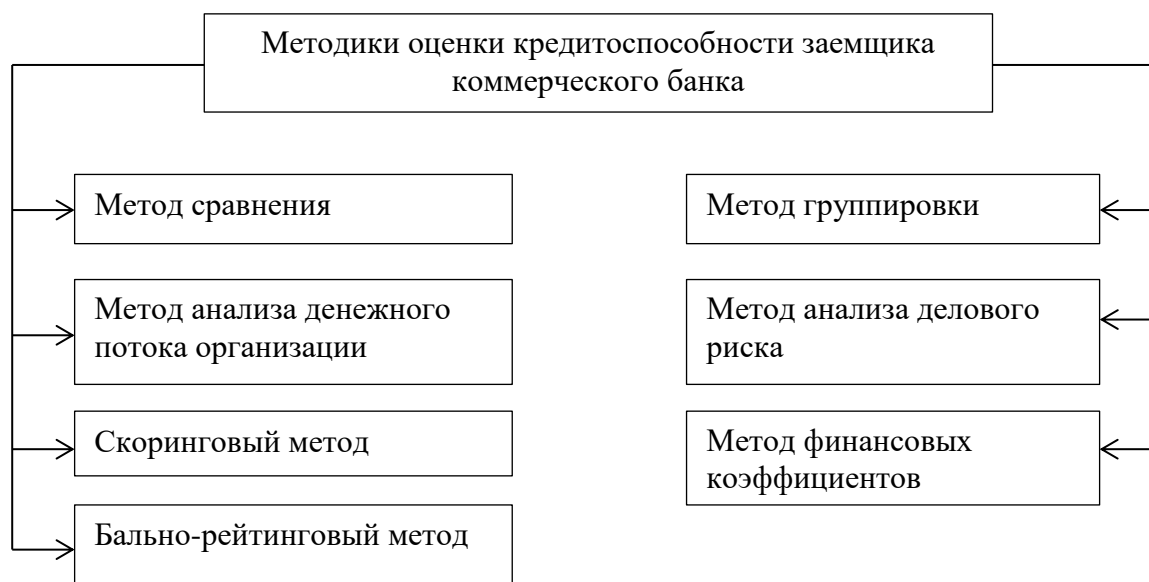 Методики оценки кредитоспособности заемщика
коммерческого банка
Метод сравнения
Метод группировки
Метод анализа денежного
потока организации
Метод анализа делового
риска
Скоринговый метод
Метод финансовых
коэффициентов
Бально-рейтинговый метод